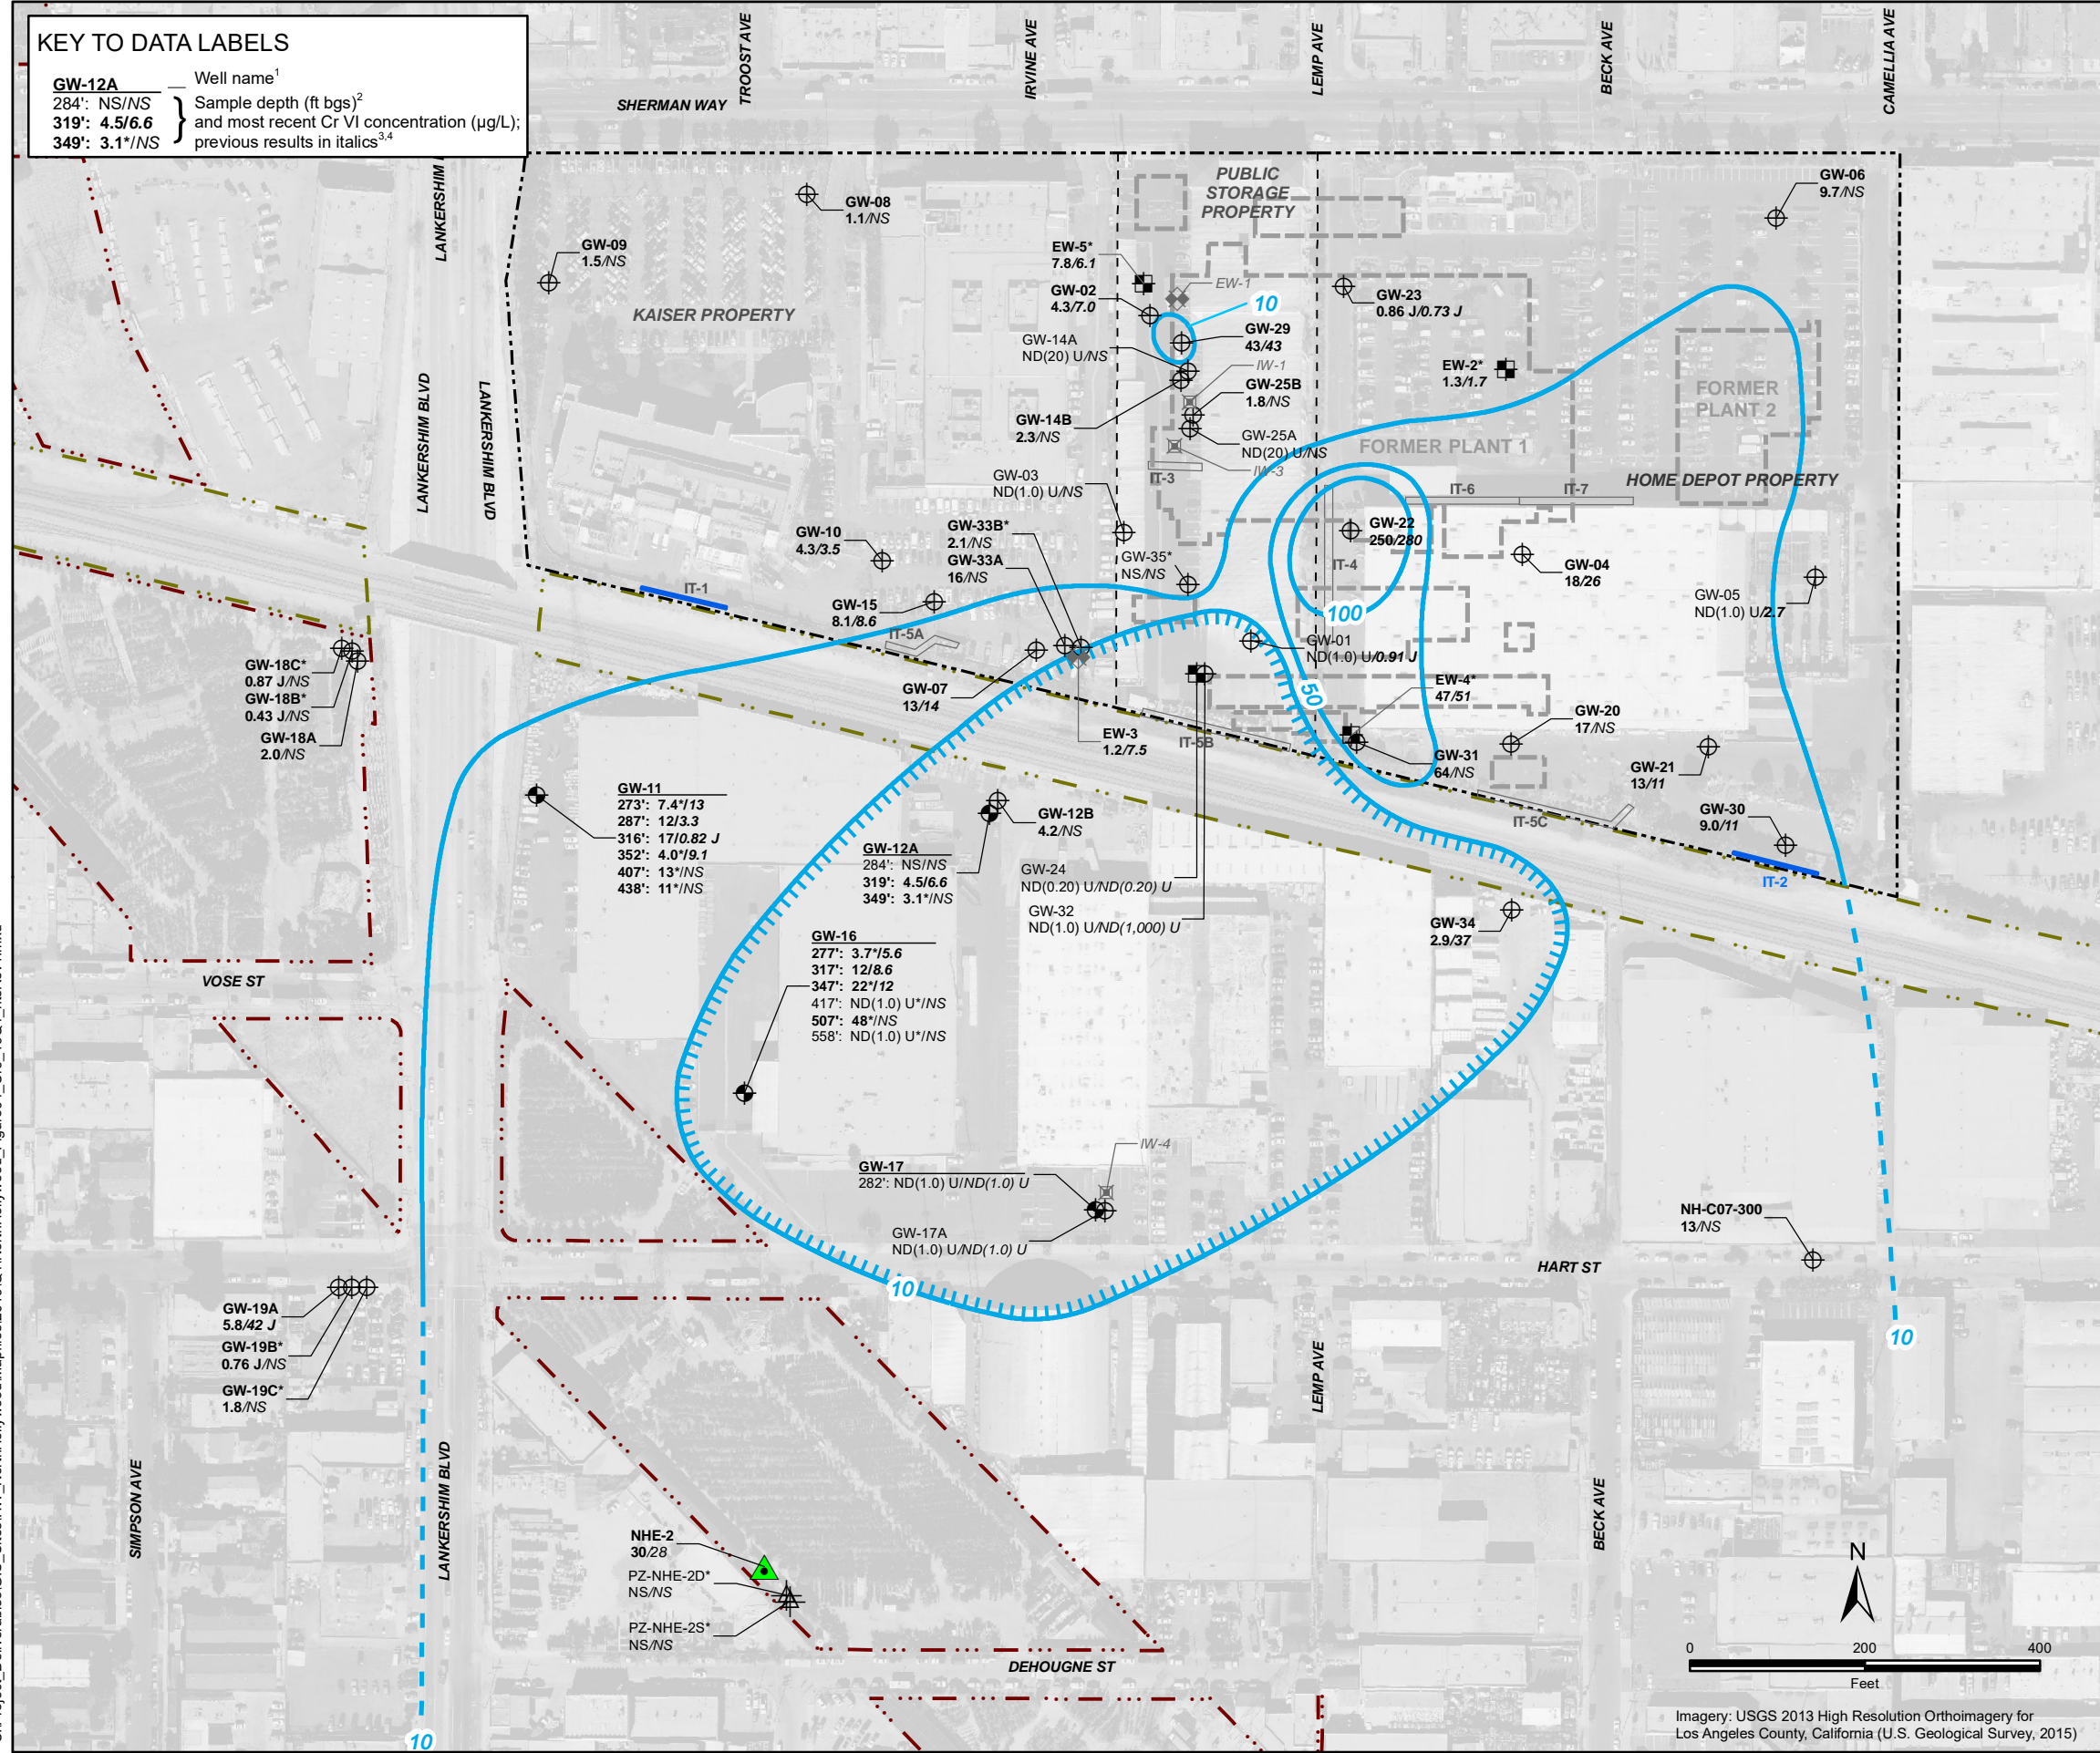 KEY TO DATA LABELS
GW-12A
284': NS/NS
319': 4.5/6.6
349': 3.1*/NS
Well name1
Sample depth (ft bgs)2
and most recent Cr VI concentration (µg/L);
previous results in italics3,4
TROOST AVE
IRVINE AVE
LEMP AVE
BECK AVE
CAMELLIA AVE
SHERMAN WAY
LANKERSHIM
PUBLIC
STORAGE
PROPERTY
GW-06
9.7/NS
GW-08
1.1/NS
GW-09
1.5/NS
EW-5*
7.8/6.1
EW-1
GW-02
4.3/7.0
10
GW-23
0.86 J/0.73 J
KAISER PROPERTY
GW-29
43/43
GW-14A
ND(20) U/NS
IW-1
EW-2*
1.3/1.7
GW-25B
1.8/NS
FORMER
PLANT 2
GW-14B
2.3/NS
GW-25A
ND(20) U/NS
FORMER PLANT 1
LANKERSHIM BLVD
LANKERSHIM BLVD
IW-3
IT-3
GW-03
ND(1.0) U/NS
HOME DEPOT PROPERTY
IT-6
IT-7
GW-10
4.3/3.5
GW-33B*
2.1/NS
GW-33A
16/NS
GW-22
250/280
GW-35*
NS/NS
IT-4
GW-04
18/26
IT-1
GW-15
8.1/8.6
GW-05
ND(1.0) U/2.7
100
IT-5A
GW-01
ND(1.0) U/0.91 J
GW-18C*
0.87 J/NS
GW-18B*
0.43 J/NS
GW-18A
2.0/NS
GW-07
13/14
50
EW-4*
47/51
GW-20
17/NS
EW-3
1.2/7.5
IT-5B
GW-31
64/NS
GW-21
13/11
GW-11
273': 7.4*/13
287': 12/3.3
316': 17/0.82 J
352': 4.0*/9.1
407': 13*/NS
438': 11*/NS
GW-12B
4.2/NS
GW-30
9.0/11
IT-5C
GW-12A
284': NS/NS
319': 4.5/6.6
349': 3.1*/NS
GW-24
ND(0.20) U/ND(0.20) U
IT-2
GW-32
ND(1.0) U/ND(1,000) U
GW-34
2.9/37
GW-16
277': 3.7*/5.6
317': 12/8.6
347': 22*/12
417': ND(1.0) U*/NS
507': 48*/NS
558': ND(1.0) U*/NS
VOSE ST
IW-4
GW-17
282': ND(1.0) U/ND(1.0) U
GW-17A
ND(1.0) U/ND(1.0) U
NH-C07-300
13/NS
HART ST
10
GW-19A
5.8/42 J
GW-19B*
0.76 J/NS
GW-19C*
1.8/NS
10
LEMP AVE
SIMPSON AVE
LANKERSHIM BLVD
BECK AVE
NHE-2
30/28
PZ-NHE-2D*
NS/NS
PZ-NHE-2S*
NS/NS
N
DEHOUGNE ST
0 200 400
Feet
10
Imagery: USGS 2013 High Resolution Orthoimagery for
Los Angeles County, California (U.S. Geological Survey, 2015)